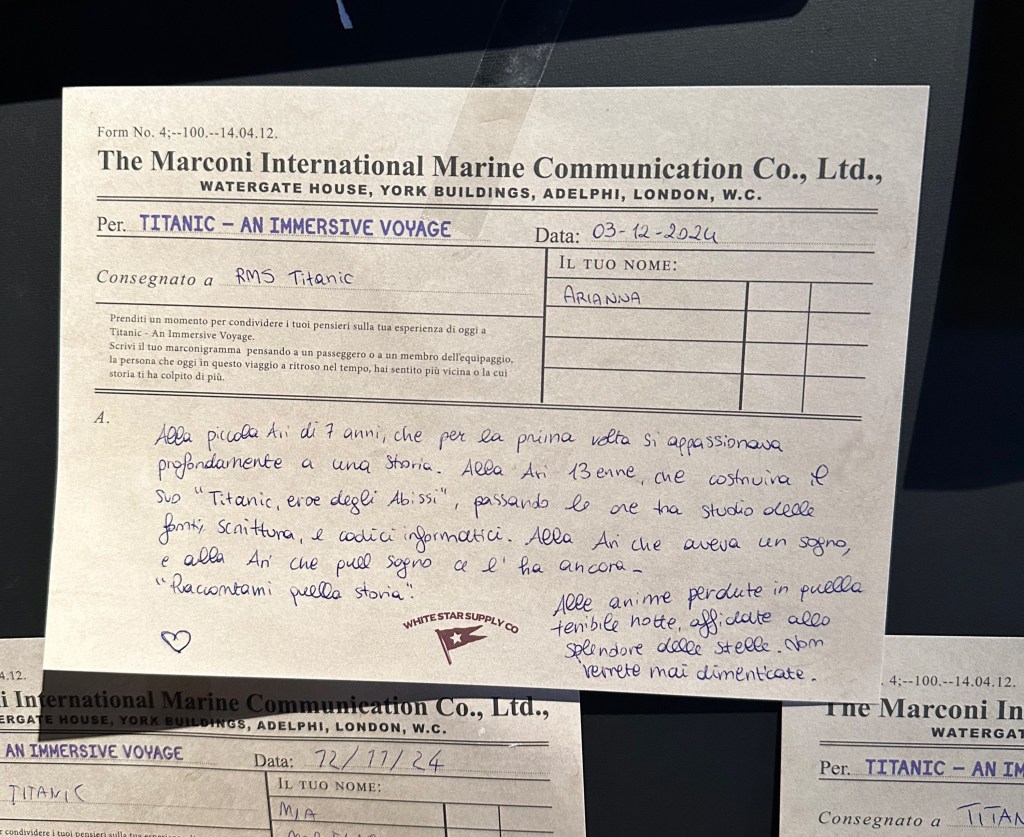 Form No. 4;--100.--14.04.12.
The Marconi International Marine Communication Co., Ltd.,
WATERGATE HOUSE, YORK BUILDINGS, ADELPHI, LONDON, W.C.
Per. TITANIC – AN IMMERSIVE VOYAGE
Data: 03-12-2024
Consegnato a RMS Titanic
IL TUO NOME:
ARIANNA
Prenditi un momento per condividere i tuoi pensieri sulla tua esperienza di oggi a
Titanic - An Immersive Voyage.
Scrivi il tuo marconigramma pensando a un passeggero o a un membro dell'equipaggio,
la persona che oggi in questo viaggio a ritroso nel tempo, hai sentito più vicina o la cui
storia ti ha colpito di più.
A.
Alla piccola Ari di 7 anni, che per la prima volta si appassionava
profondamente a una storia. Alla Ari 13enne, che costruiva il
suo "Titanic, eroe degli Abissi", passando le ore tra studio delle
fonti, scrittura, e codici informatici. Alla Ari che aveva un sogno,
e alla Ari che quel sogno ce l'ha ancora -
"Raccontami quella storia".
Alle anime perdute in quella
terribile notte, affidate allo
splendore delle stelle. Non
verrete mai dimenticate.
WHITE STAR SUPPLY CO
4.12.
i International Marine Communication Co., Ltd.,
ERGATE HOUSE, YORK BUILDINGS, ADELPHI, LONDON, W.C.
AN IMMERSIVE VOYAGE
Data: 12/11/24
TITANIC
IL TUO NOME:
MIA
r condividere i tuoi pensieri sulla tua
. 4;--100.--14.04.12.
The Marconi In
WATERGAT
Per. TITANIC – AN IM
Consegnato a TITAN